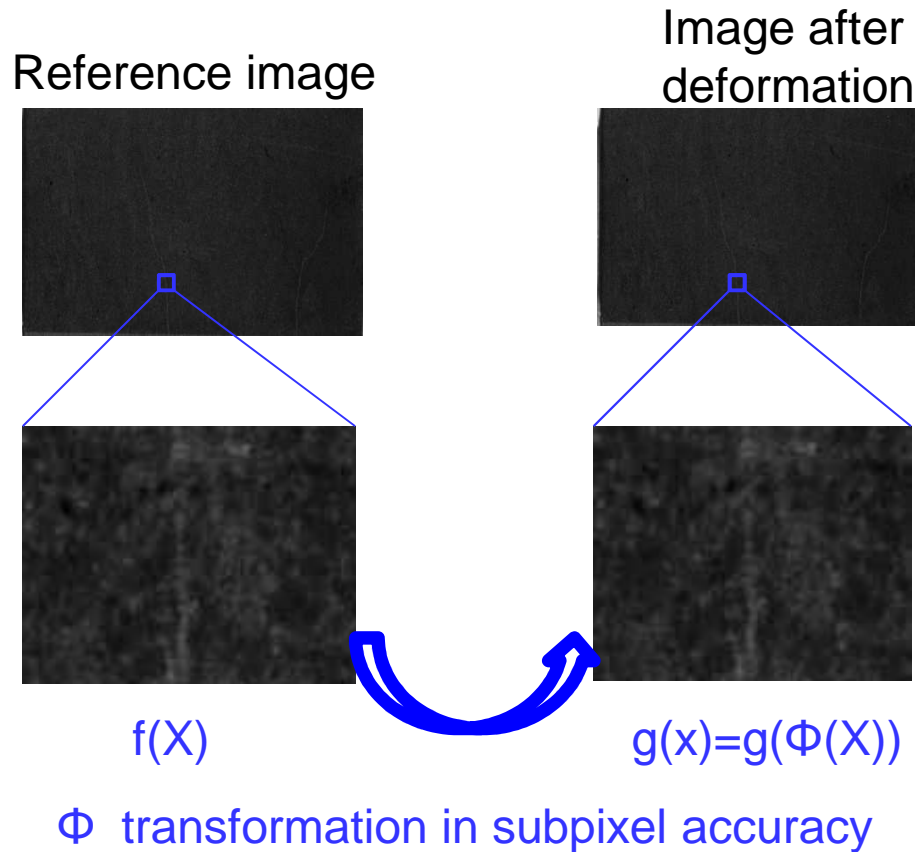 Reference image
Image after
deformation
f(X)
g(x)=g(Φ(X))
Φ transformation in subpixel accuracy